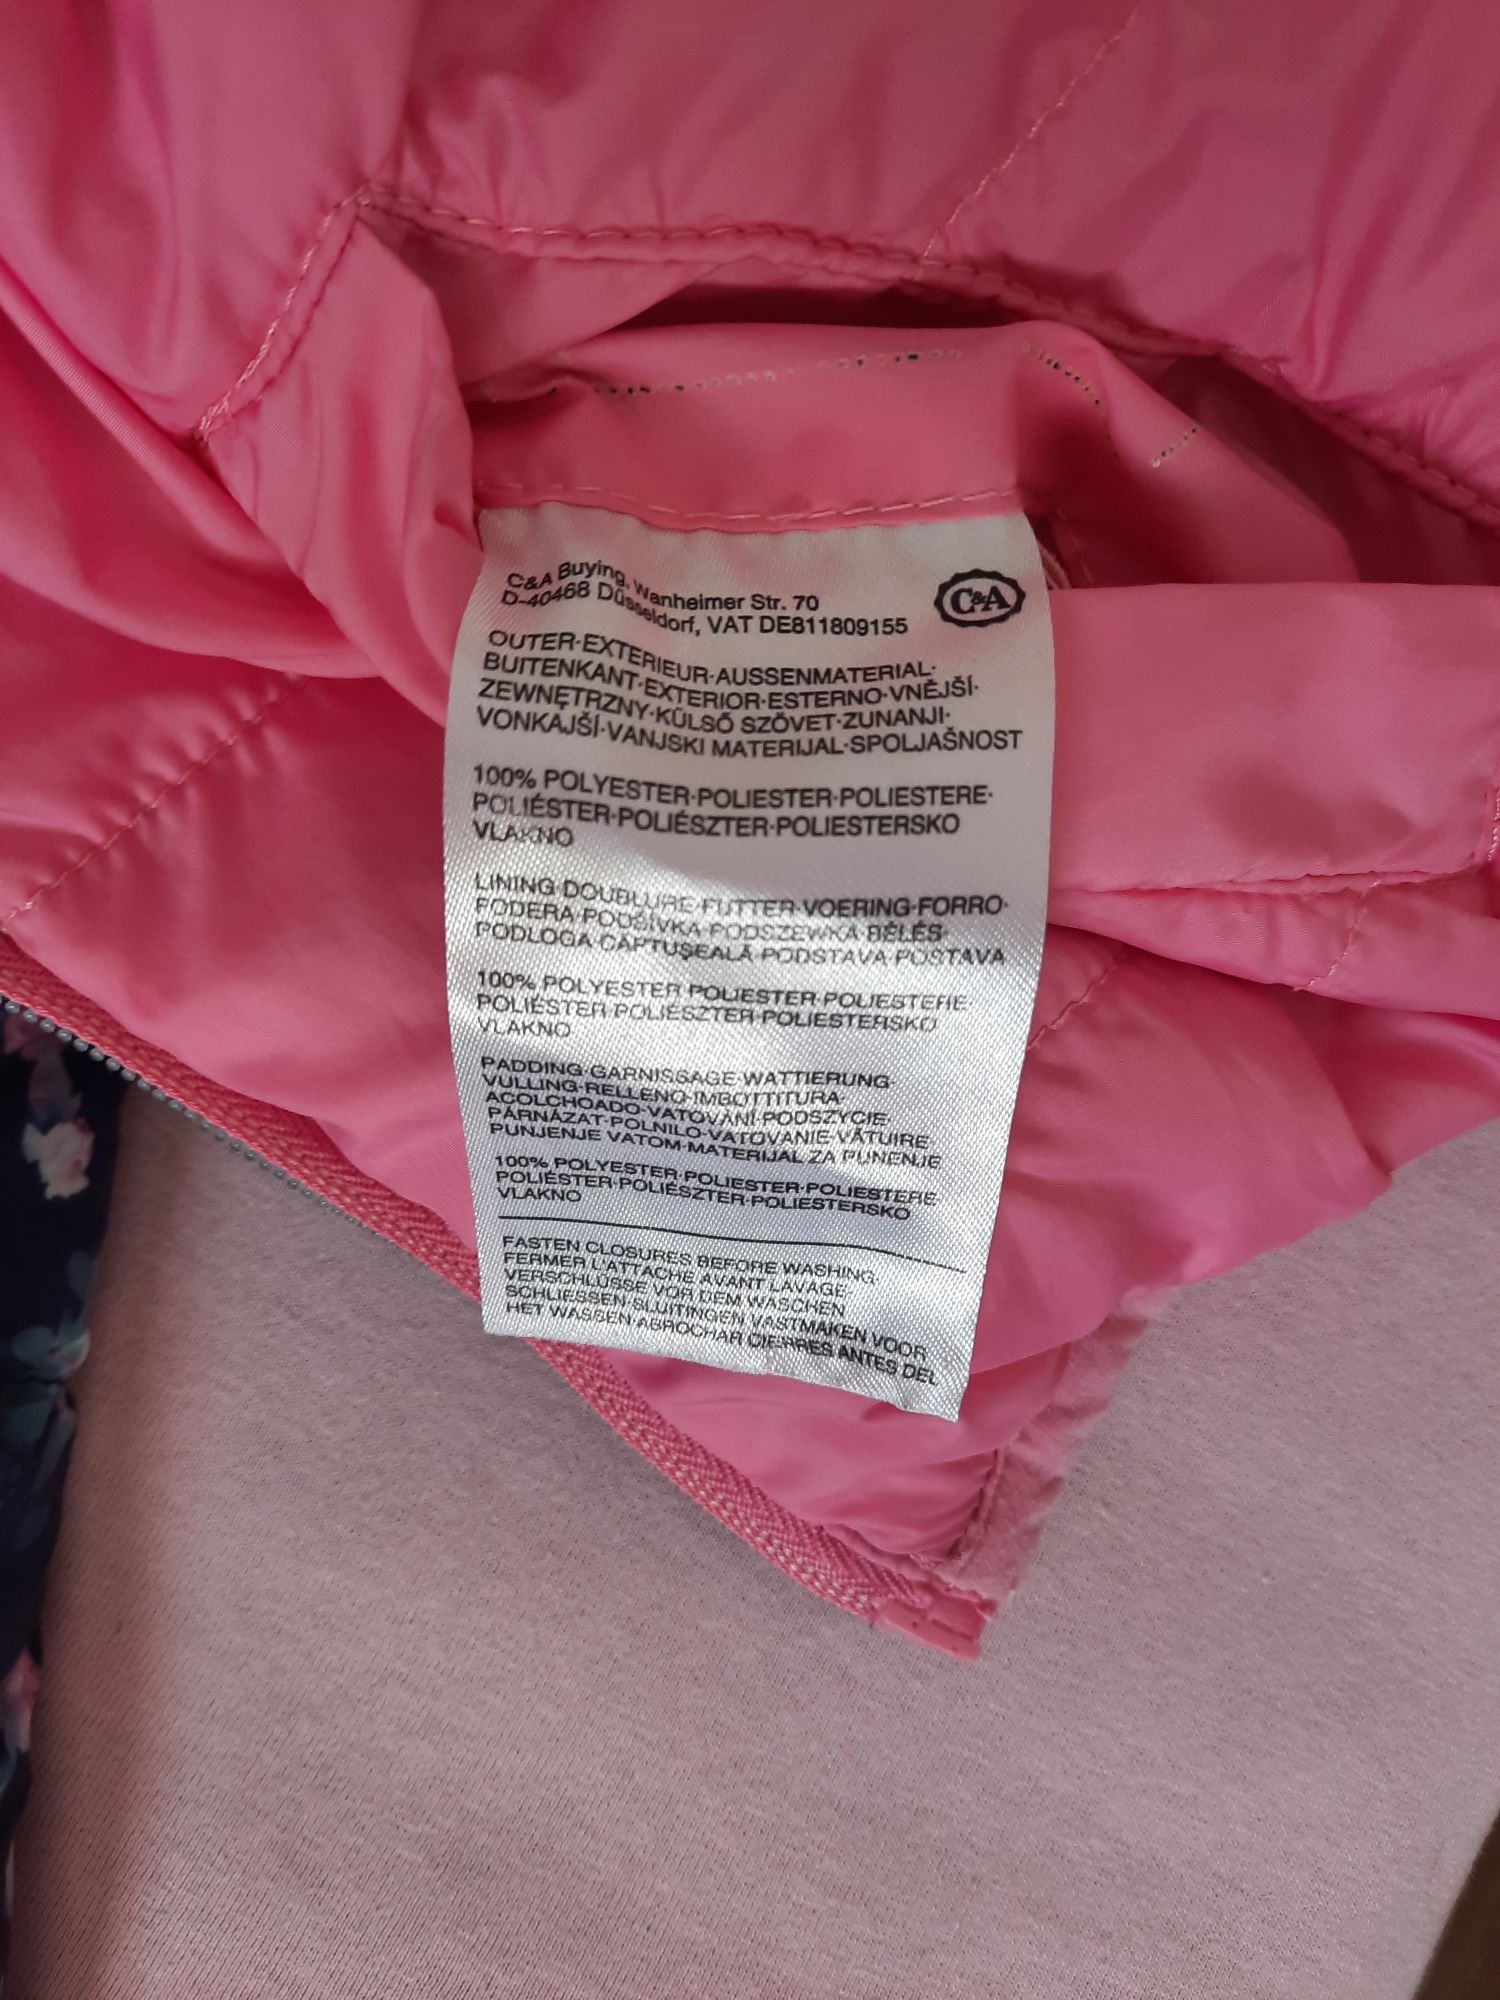 C&A Buying, Wanheimer Str. 70
D-40468 Düsseldorf, VAT DE811809155
C&A
OUTER·EXTERIEUR·AUSSENMATERIAL·
BUITENKANT·EXTERIOR·ESTERNO·VNĚJŠÍ·
ZEWNĘTRZNY·KÜLSŐ SZÖVET·ZUNANJI·
VONKAJŠÍ·VANJSKI MATERIJAL·SPOLJAŠNOST
100% POLYESTER·POLIESTER·POLIESTERE·
POLIÉSTER·POLIÉSZTER·POLIESTERSKO
VLAKNO
LINING·DOUBLURE·FUTTER·VOERING·FORRO·
FODERA·PODŠÍVKA·PODSZEWKA·BÉLÉS·
PODLOGA·CĂPTUŞEALĂ·PODSTAVA·POSTAVA
100% POLYESTER·POLIESTER·POLIESTERE·
POLIÉSTER·POLIÉSZTER·POLIESTERSKO
VLAKNO
PADDING·GARNISSAGE·WATTIERUNG·
VULLING·RELLENO·IMBOTTITURA·
ACOLCHOADO·VATOVÁNÍ·PODSZYCIE·
PÁRNÁZAT·POLNILO·VATOVANIE·VĂTUIRE·
PUNJENJE VATOM·MATERIJAL ZA PUNENJE
100% POLYESTER·POLIESTER·POLIESTERE·
POLIÉSTER·POLIÉSZTER·POLIESTERSKO
VLAKNO
FASTEN CLOSURES BEFORE WASHING·
FERMER L'ATTACHE AVANT LAVAGE·
VERSCHLÜSSE VOR DEM WASCHEN
SCHLIESSEN·SLUITINGEN VASTMAKEN VOOR
HET WASSEN·ABROCHAR CIERRES ANTES DEL